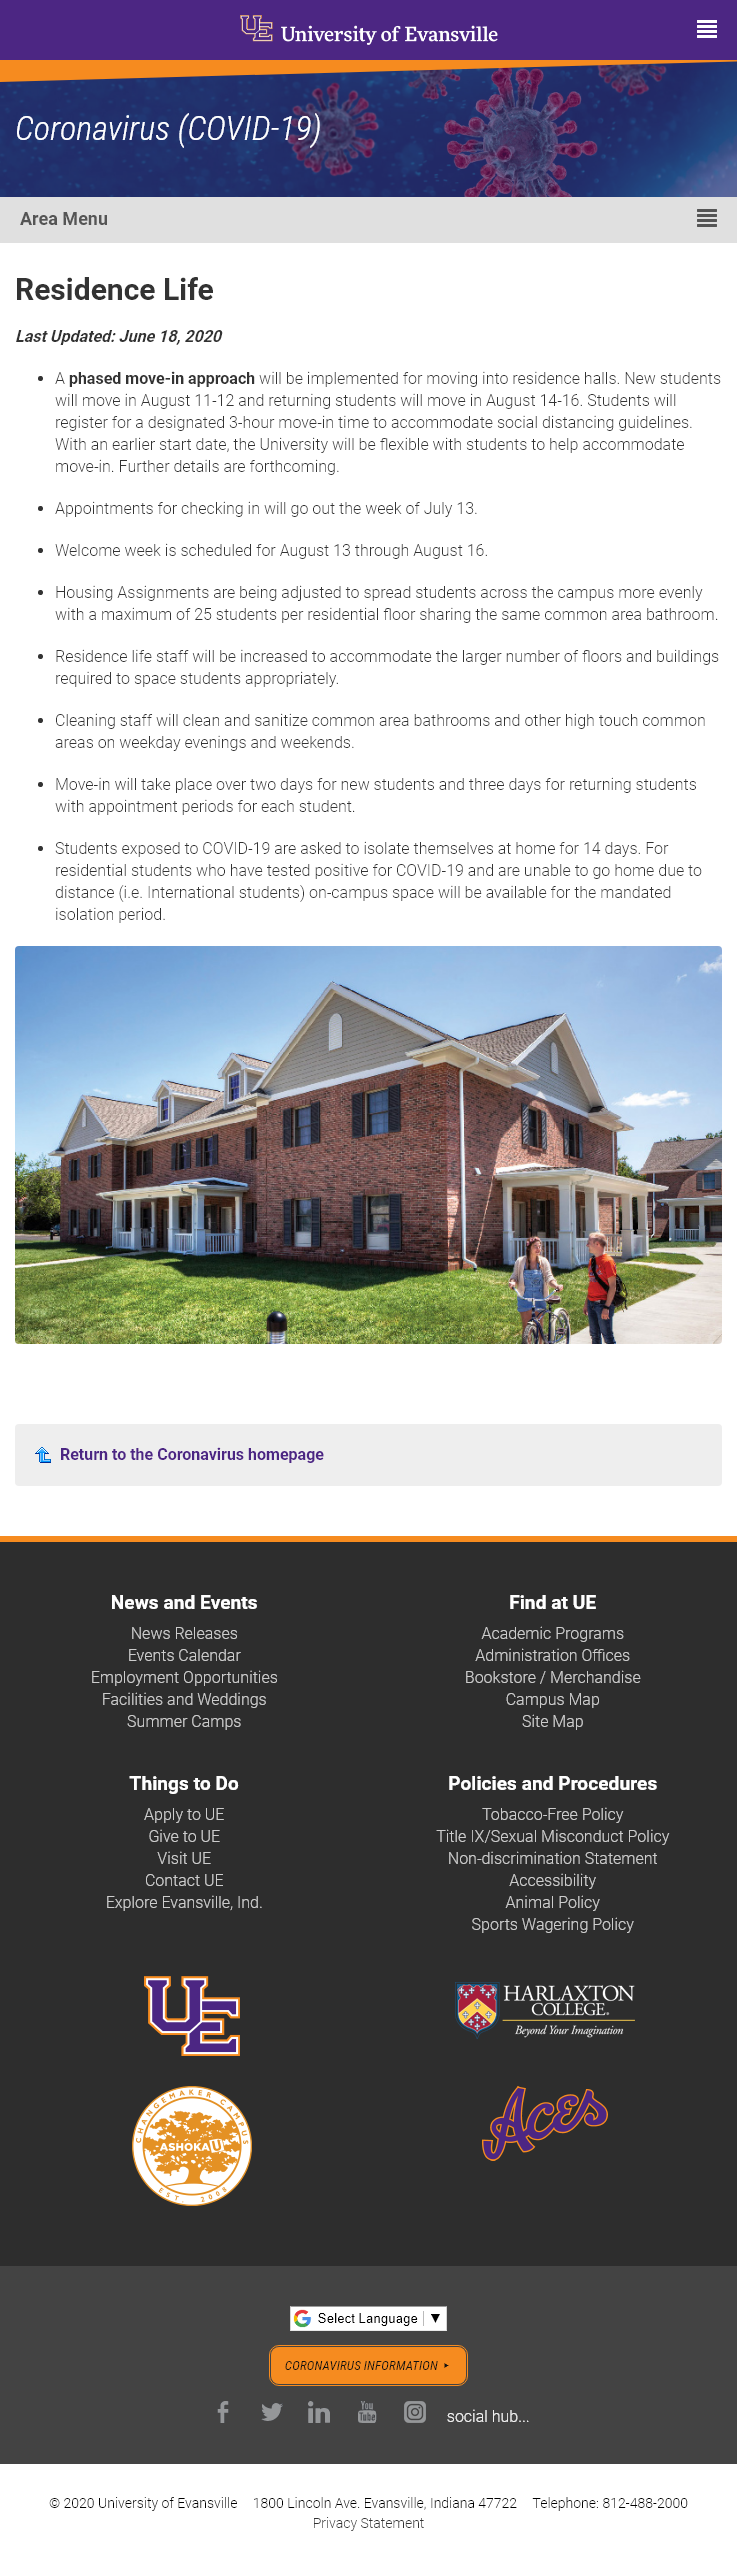 UE University of Evansville
Coronavirus (COVID-19)
Area Menu
Residence Life
Last Updated: June 18, 2020
A phased move-in approach will be implemented for moving into residence halls. New students
will move in August 11-12 and returning students will move in August 14-16. Students will
register for a designated 3-hour move-in time to accommodate social distancing guidelines.
With an earlier start date, the University will be flexible with students to help accommodate
move-in. Further details are forthcoming.
Appointments for checking in will go out the week of July 13.
Welcome week is scheduled for August 13 through August 16.
Housing Assignments are being adjusted to spread students across the campus more evenly
with a maximum of 25 students per residential floor sharing the same common area bathroom.
Residence life staff will be increased to accommodate the larger number of floors and buildings
required to space students appropriately.
Cleaning staff will clean and sanitize common area bathrooms and other high touch common
areas on weekday evenings and weekends.
Move-in will take place over two days for new students and three days for returning students
with appointment periods for each student.
Students exposed to COVID-19 are asked to isolate themselves at home for 14 days. For
residential students who have tested positive for COVID-19 and are unable to go home due to
distance (i.e. International students) on-campus space will be available for the mandated
isolation period.
Return to the Coronavirus homepage
News and Events
News Releases
Events Calendar
Employment Opportunities
Facilities and Weddings
Summer Camps
Find at UE
Academic Programs
Administration Offices
Bookstore / Merchandise
Campus Map
Site Map
Things to Do
Apply to UE
Give to UE
Visit UE
Contact UE
Explore Evansville, Ind.
Policies and Procedures
Tobacco-Free Policy
Title IX/Sexual Misconduct Policy
Non-discrimination Statement
Accessibility
Animal Policy
Sports Wagering Policy
UE
HARLAXTON
COLLEGE®
Beyond Your Imagination
CHANGEMAKER CAMPUS
ASHOKA U
EST. 2009
Aces
G Select Language ▼
CORONAVIRUS INFORMATION ▸
You Tube
social hub...
© 2020 University of Evansville 1800 Lincoln Ave. Evansville, Indiana 47722 Telephone: 812-488-2000
Privacy Statement